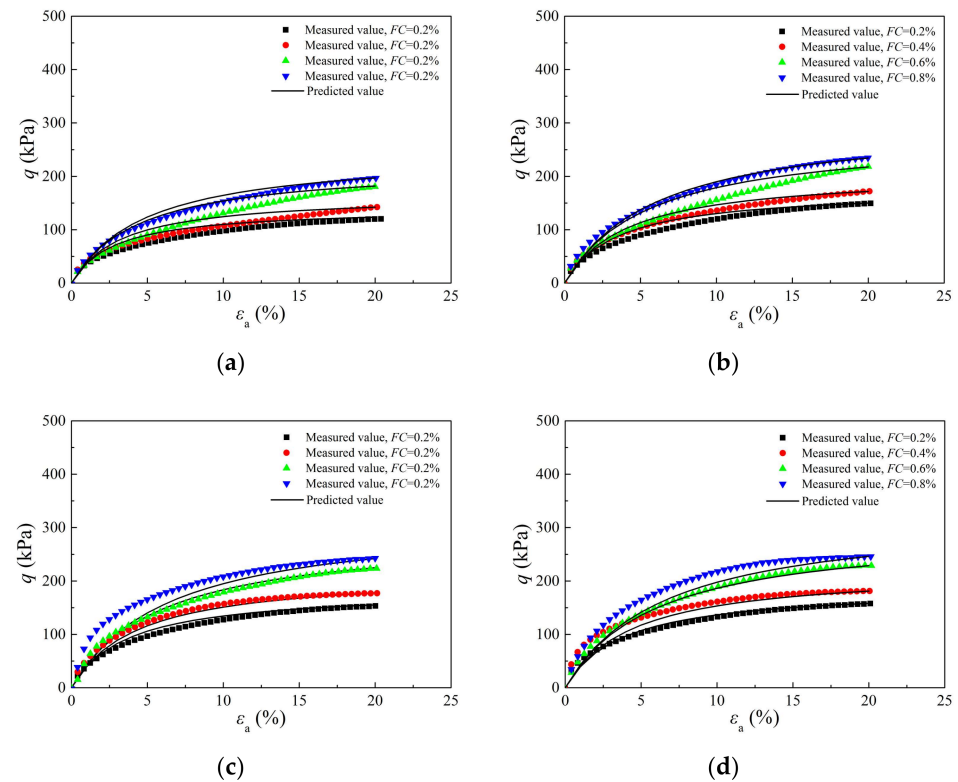 500
400
300
200
100
0
q (kPa)
Measured value, FC=0.2%
Measured value, FC=0.2%
Measured value, FC=0.2%
Measured value, FC=0.2%
Predicted value
0 5 10 15 20 25
εa (%)
(a)
500
400
300
200
100
0
q (kPa)
Measured value, FC=0.2%
Measured value, FC=0.4%
Measured value, FC=0.6%
Measured value, FC=0.8%
Predicted value
0 5 10 15 20 25
εa (%)
(b)
500
400
300
200
100
0
q (kPa)
Measured value, FC=0.2%
Measured value, FC=0.2%
Measured value, FC=0.2%
Measured value, FC=0.2%
Predicted value
0 5 10 15 20 25
εa (%)
(c)
500
400
300
200
100
0
q (kPa)
Measured value, FC=0.2%
Measured value, FC=0.4%
Measured value, FC=0.6%
Measured value, FC=0.8%
Predicted value
0 5 10 15 20 25
εa (%)
(d)